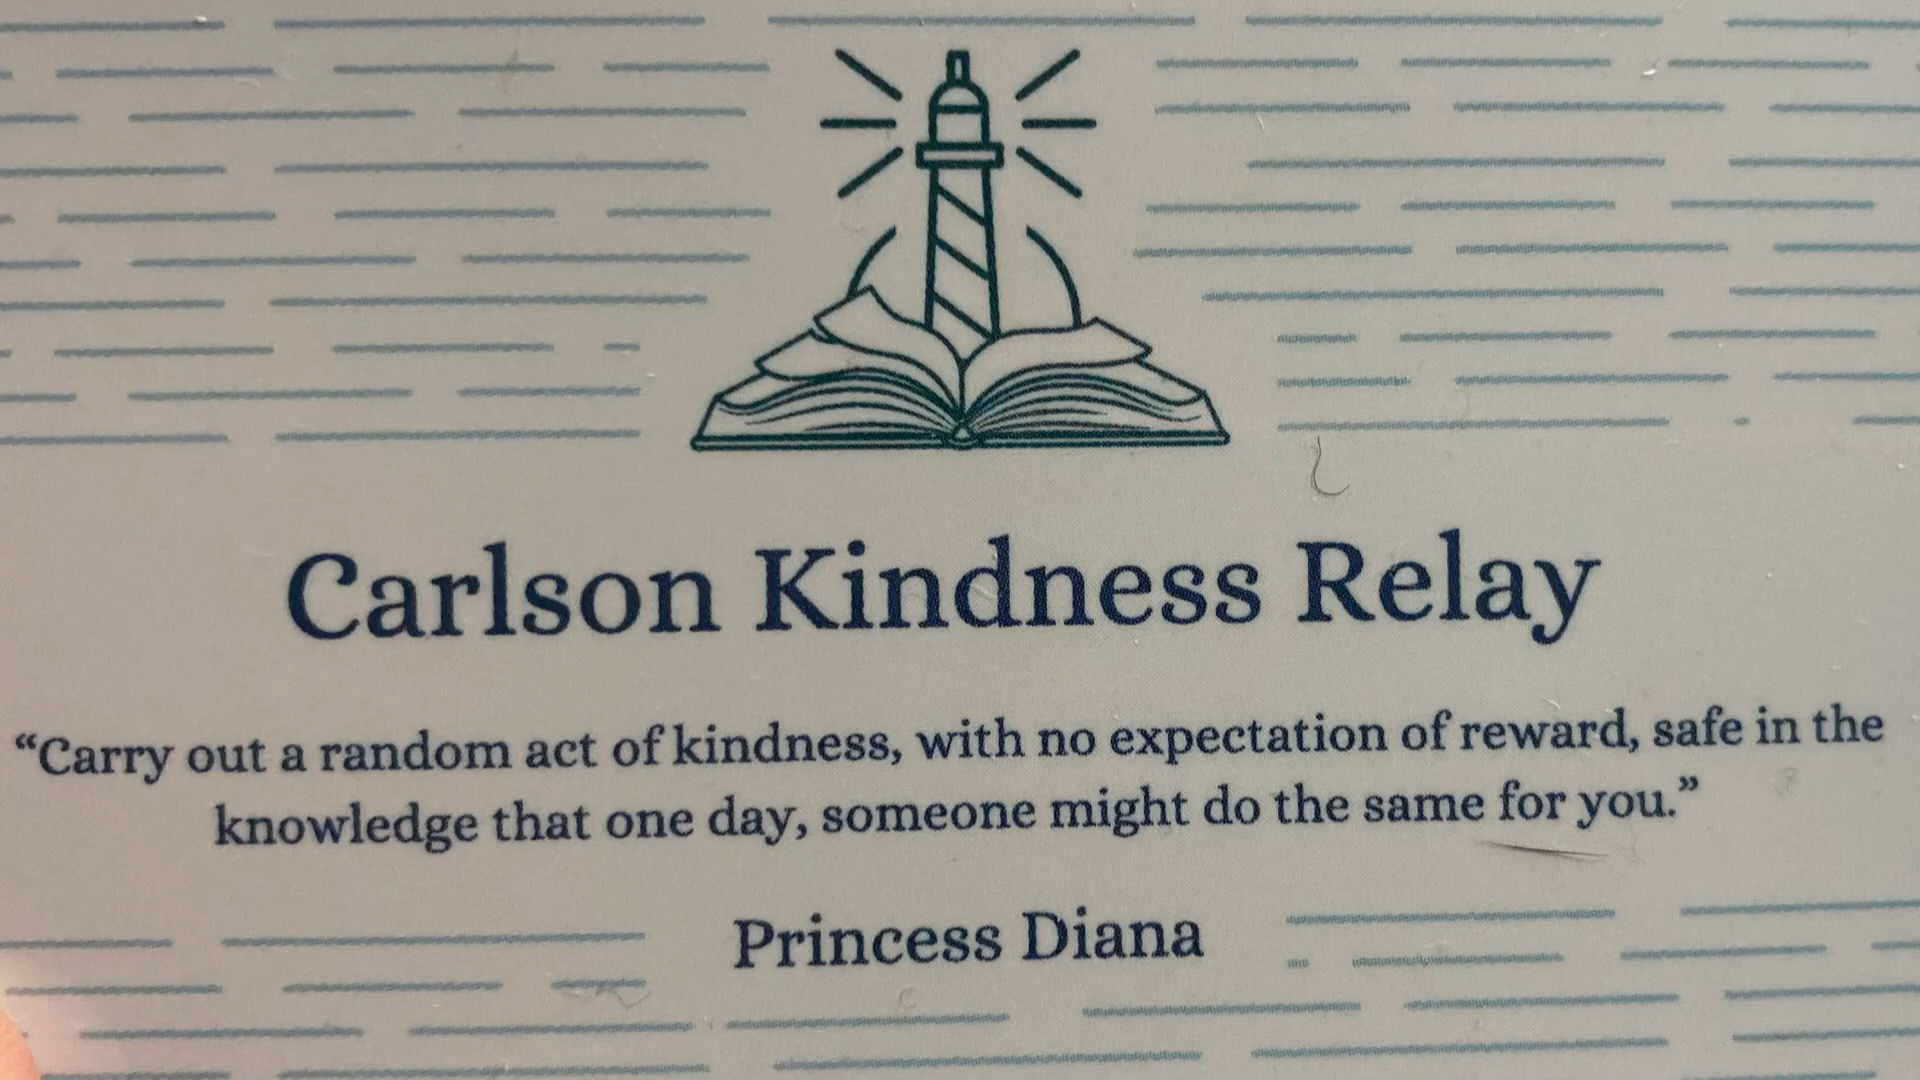 Carlson Kindness Relay
“Carry out a random act of kindness, with no expectation of reward, safe in the
knowledge that one day, someone might do the same for you.”
Princess Diana